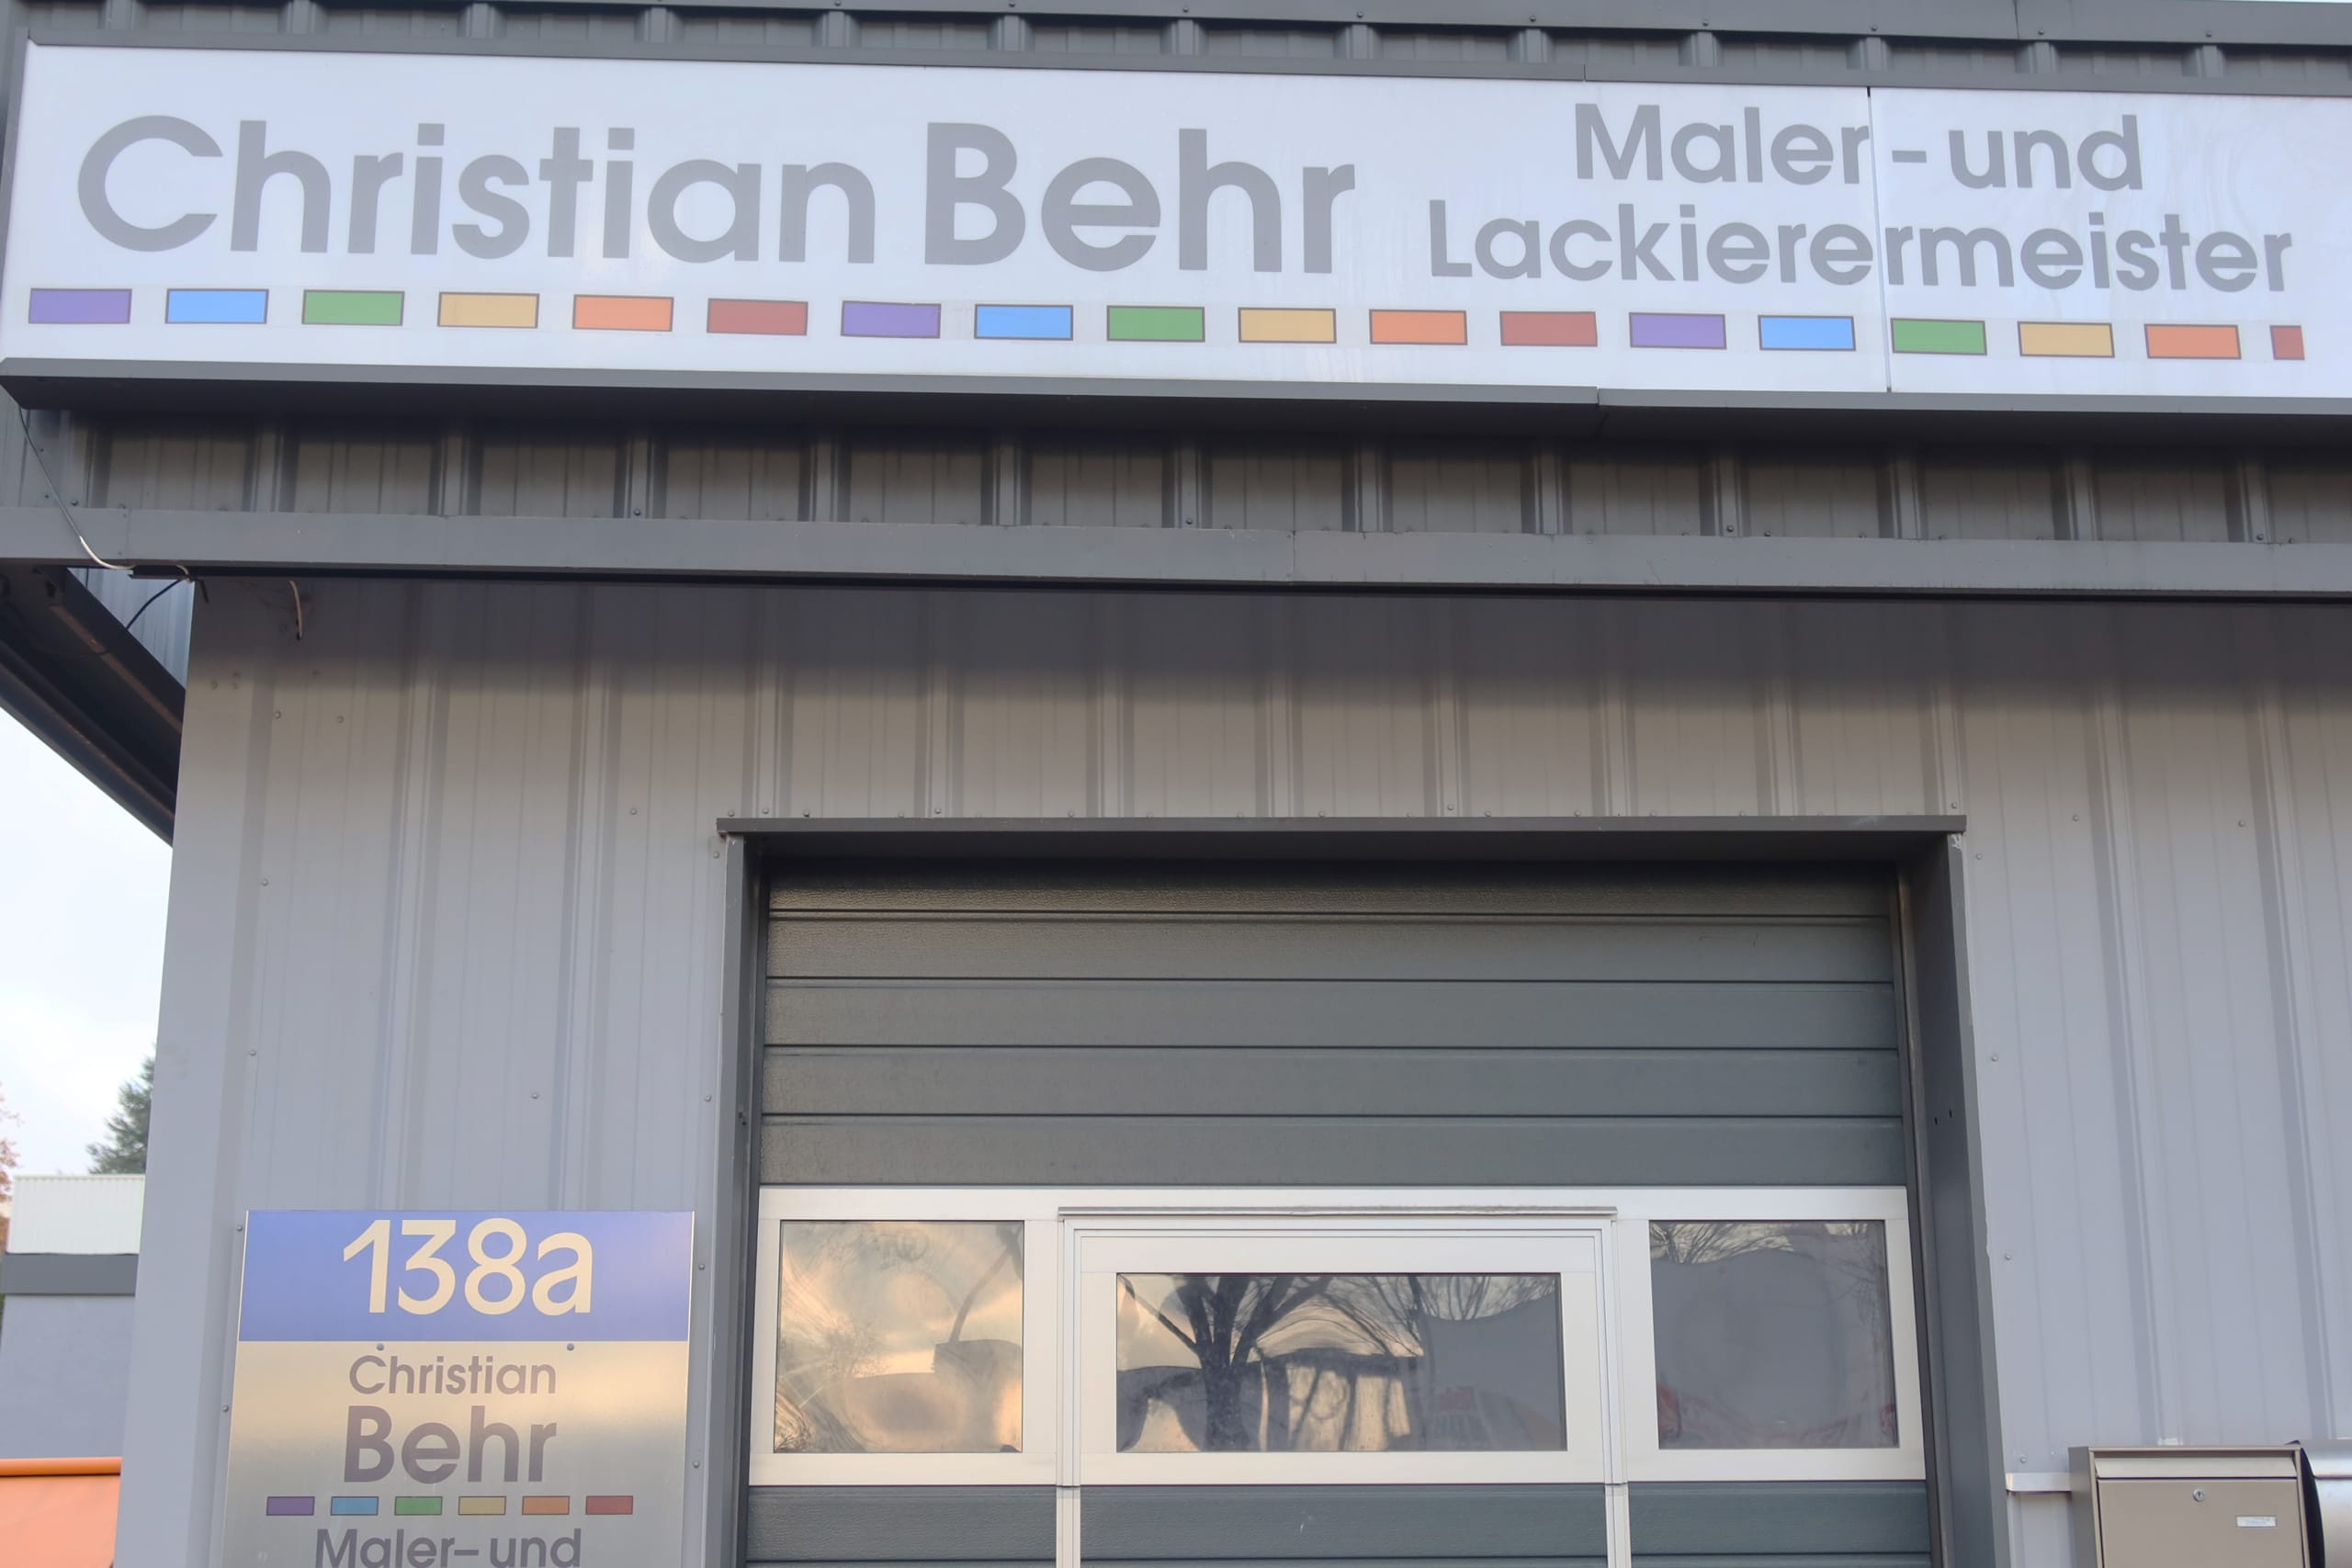 Christian Behr
Maler- und
Lackierermeister
138a
Christian
Behr
Maler- und